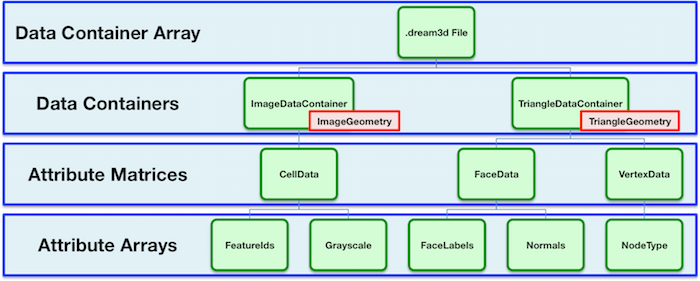 Data Container Array
.dream3d File
Data Containers
ImageDataContainer
ImageGeometry
TriangleDataContainer
TriangleGeometry
Attribute Matrices
CellData
FaceData
VertexData
Attribute Arrays
FeatureIds
Grayscale
FaceLabels
Normals
NodeType